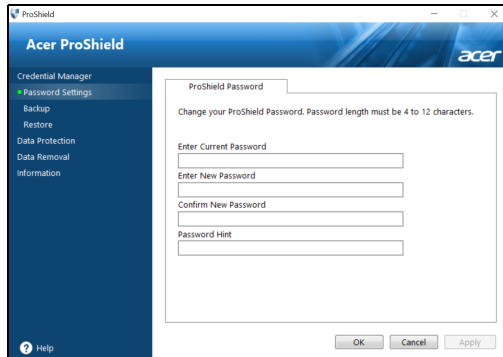 ProShield
Acer ProShield
acer
Credential Manager
Password Settings
Backup
Restore
Data Protection
Data Removal
Information
Help
ProShield Password
Change your ProShield Password. Password length must be 4 to 12 characters.
Enter Current Password
Enter New Password
Confirm New Password
Password Hint
OK Cancel Apply